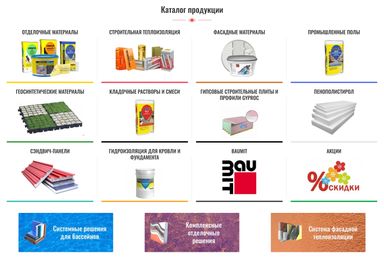 Каталог продукции
ОТДЕЛОЧНЫЕ МАТЕРИАЛЫ
СТРОИТЕЛЬНАЯ ТЕПЛОИЗОЛЯЦИЯ
ФАСАДНЫЕ МАТЕРИАЛЫ
ПРОМЫШЛЕННЫЕ ПОЛЫ
ГЕОСИНТЕТИЧЕСКИЕ МАТЕРИАЛЫ
КЛАДОЧНЫЕ РАСТВОРЫ И СМЕСИ
ГИПСОВЫЕ СТРОИТЕЛЬНЫЕ ПЛИТЫ И
ПРОФИЛИ GYPROC
ПЕНОПОЛИСТИРОЛ
СЭНДВИЧ-ПАНЕЛИ
ГИДРОИЗОЛЯЦИЯ ДЛЯ КРОВЛИ И
ФУНДАМЕНТА
BAUMIT
bau
MIT
АКЦИИ
%СКИДКИ
Системные решения
для бассейнов
Комплексные
отделочные
решения
Система фасадной
теплоизоляции